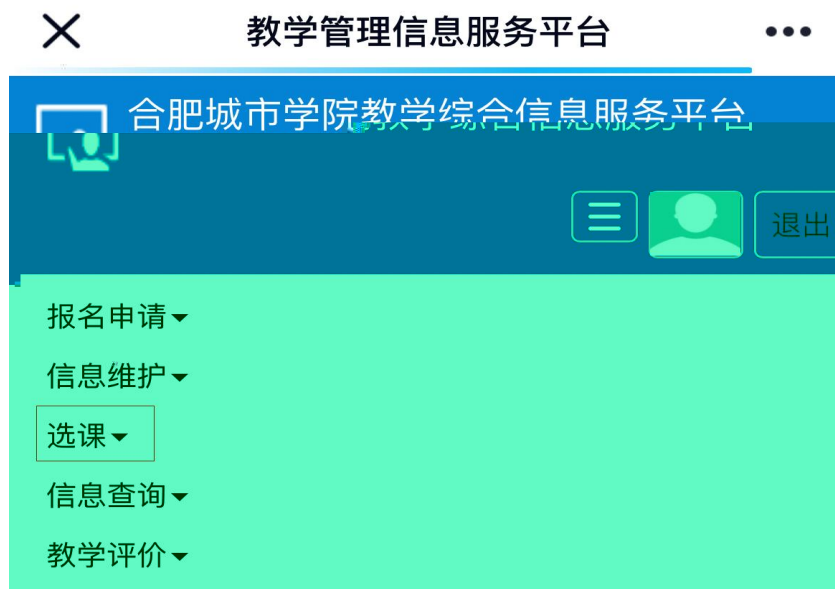 教学管理信息服务平台
合肥城市学院教学综合信息服务平台
退出
报名申请
信息维护
选课
信息查询
教学评价